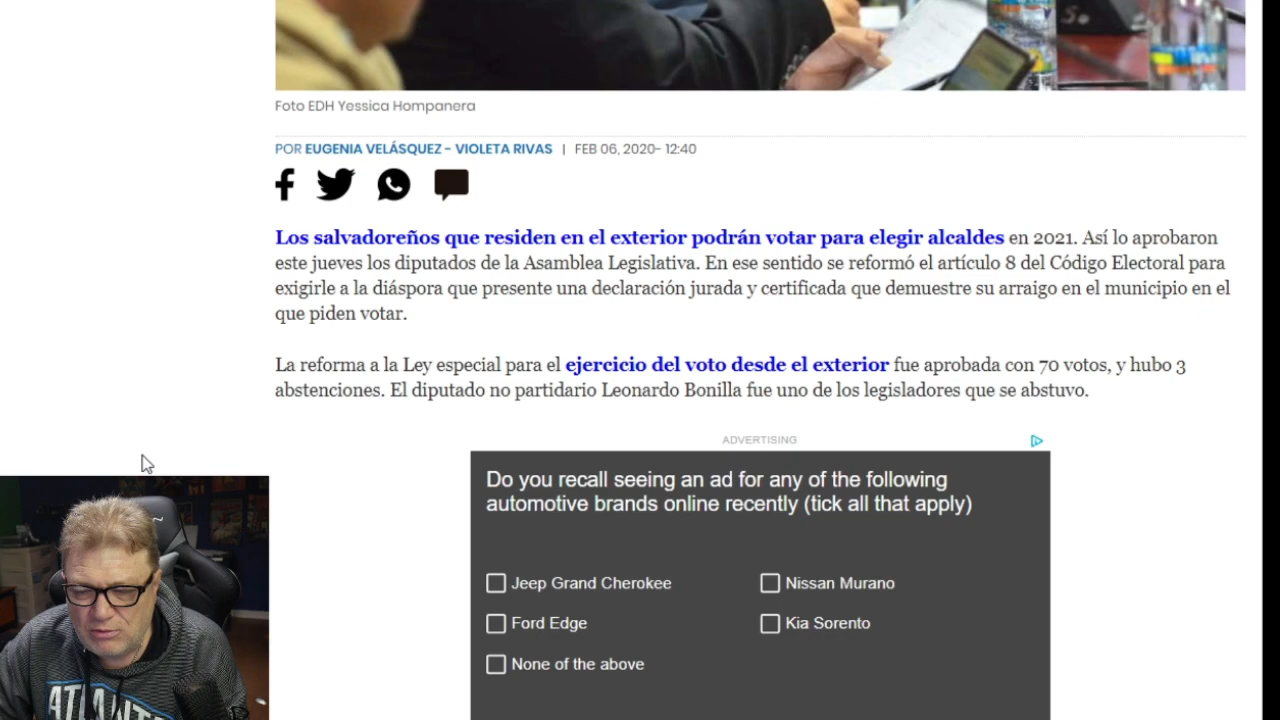 So
Foto EDH Yessica Hompanera
POR EUGENIA VELÁSQUEZ - VIOLETA RIVAS | FEB 06, 2020- 12:40
Los salvadoreños que residen en el exterior podrán votar para elegir alcaldes en 2021. Así lo aprobaron
este jueves los diputados de la Asamblea Legislativa. En ese sentido se reformó el artículo 8 del Código Electoral para
exigirle a la diáspora que presente una declaración jurada y certificada que demuestre su arraigo en el municipio en el
que piden votar.
La reforma a la Ley especial para el ejercicio del voto desde el exterior fue aprobada con 70 votos, y hubo 3
abstenciones. El diputado no partidario Leonardo Bonilla fue uno de los legisladores que se abstuvo.
ADVERTISING
Do you recall seeing an ad for any of the following
automotive brands online recently (tick all that apply)
Jeep Grand Cherokee
Nissan Murano
Ford Edge
Kia Sorento
None of the above